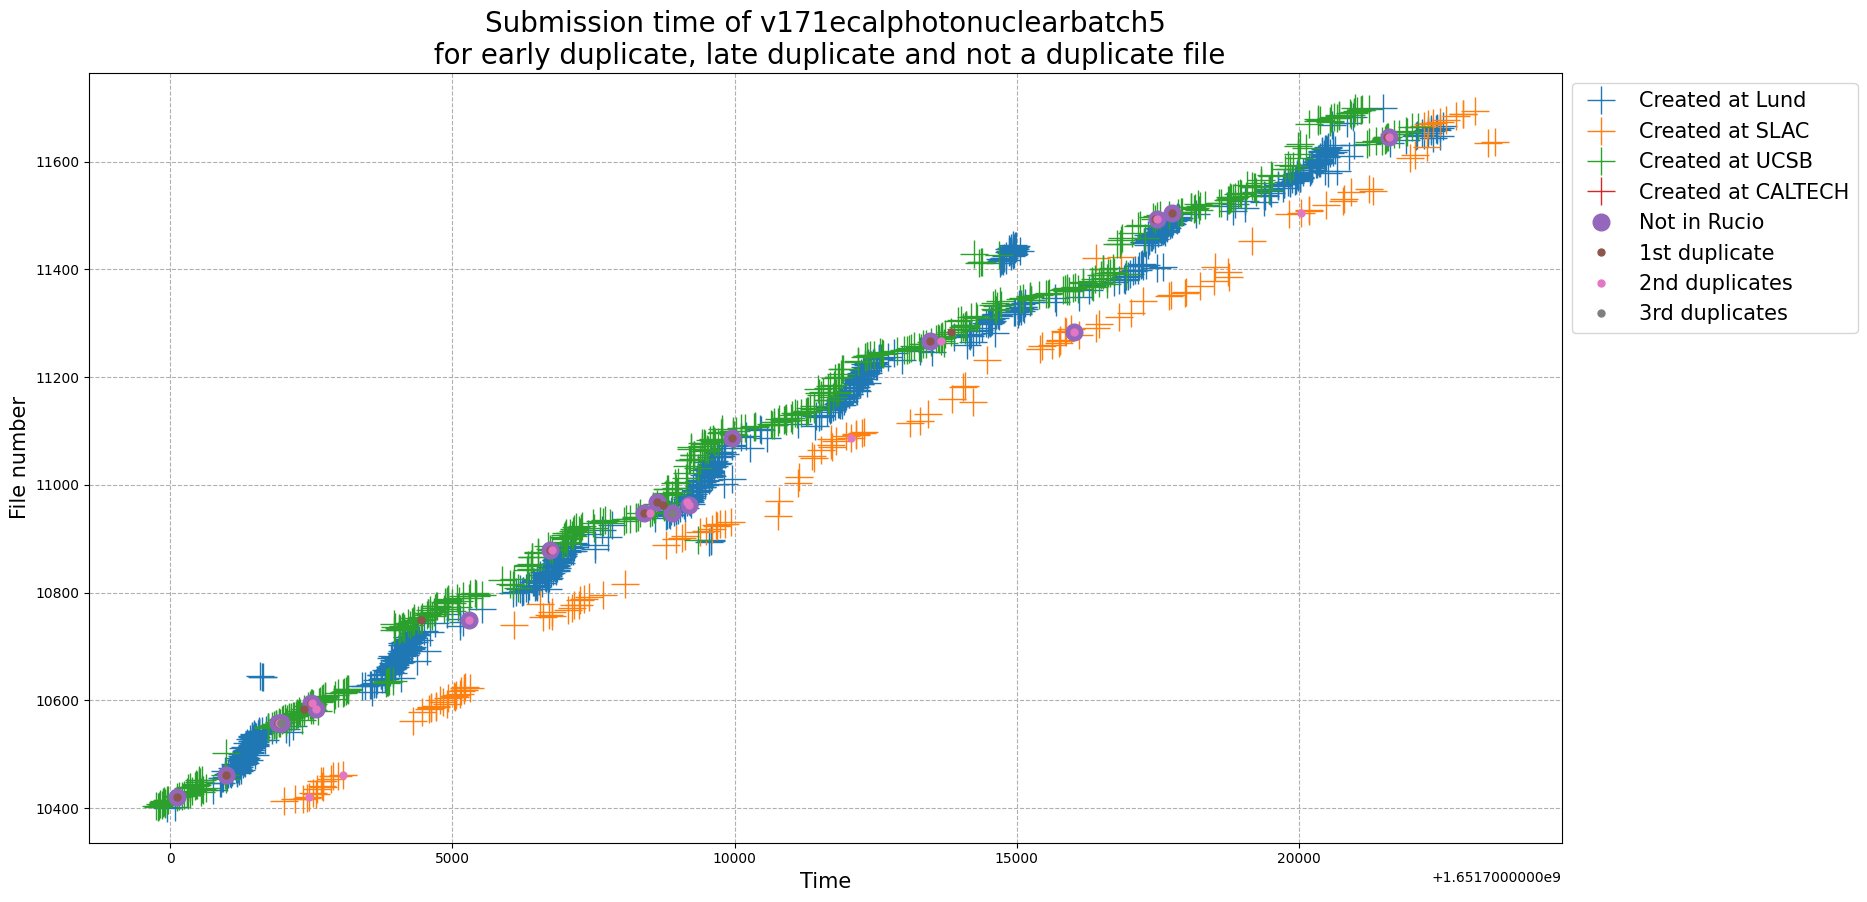 Submission time of v171ecalphotonuclearbatch5
for early duplicate, late duplicate and not a duplicate file
File number
11600
11400
11200
11000
10800
10600
10400
0
5000
10000
15000
20000
Time
+1.6517000000e9
Created at Lund
Created at SLAC
Created at UCSB
Created at CALTECH
Not in Rucio
1st duplicate
2nd duplicates
3rd duplicates